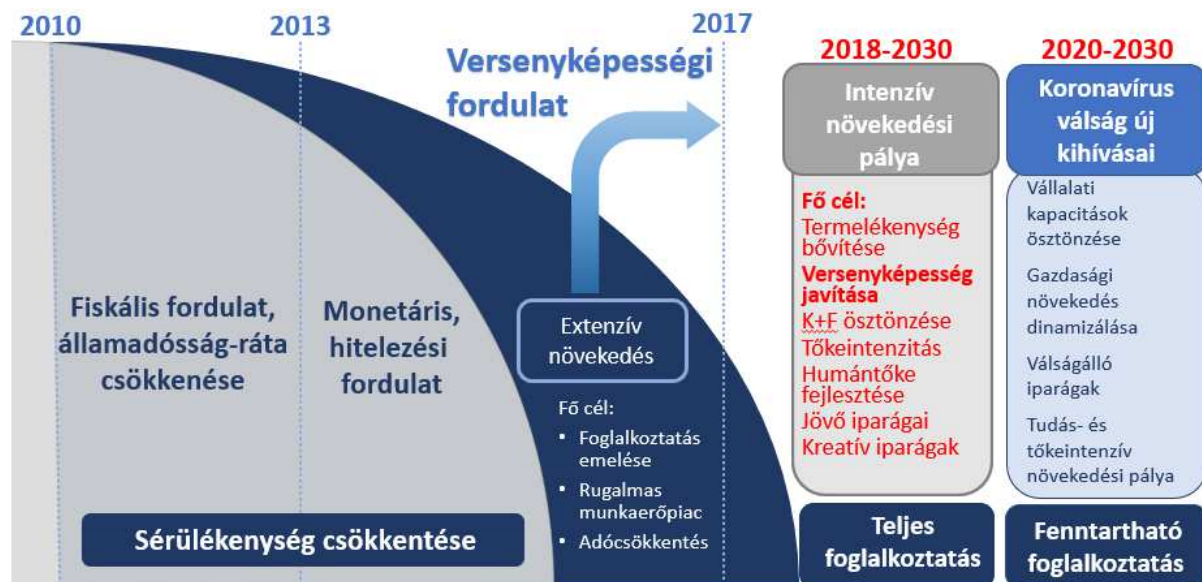 2010
2013
2017
Versenyképességi
fordulat
Fiskális fordulat,
államadósság-ráta
csökkenése
Monetáris,
hitelezési
fordulat
Extenzív
növekedés
Fő cél:
• Foglalkoztatás
emelése
• Rugalmas
munkaerőpiac
• Adócsökkentés
Sérülékenység csökkentése
2018-2030
Intenzív
növekedési
pálya
Fő cél:
Termelékenység
bővítése
Versenyképesség
javítása
K+F ösztönzése
Tőkeintenzitás
Humántőke
fejlesztése
Jövő iparágai
Kreatív iparágak
Teljes
foglalkoztatás
2020-2030
Koronavírus
válság új
kihívásai
Vállalati
kapacitások
ösztönzése
Gazdasági
növekedés
dinamizálása
Válságálló
iparágak
Tudás- és
tőkeintenzív
növekedési pálya
Fenntartható
foglalkoztatás